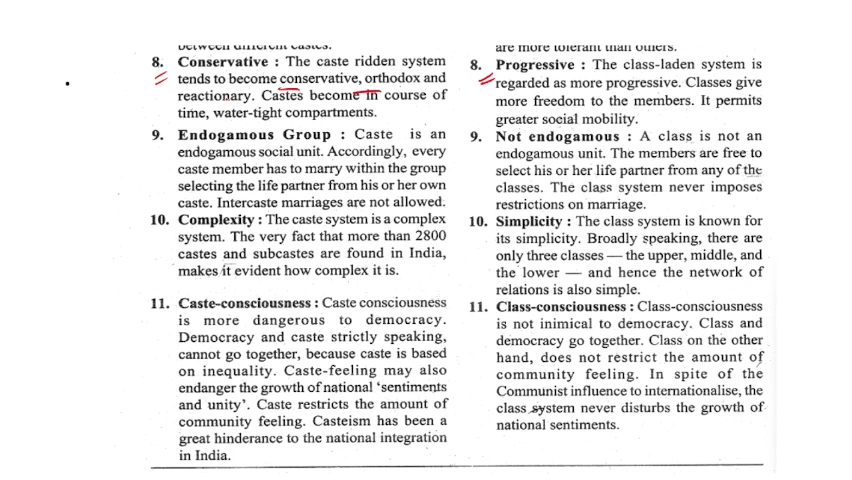 between different castes.
8. Conservative : The caste ridden system
tends to become conservative, orthodox and
reactionary. Castes become in course of
time, water-tight compartments.
9. Endogamous Group : Caste is an
endogamous social unit. Accordingly, every
caste member has to marry within the group
selecting the life partner from his or her own
caste. Intercaste marriages are not allowed.
10. Complexity : The caste system is a complex
system. The very fact that more than 2800
castes and subcastes are found in India,
makes it evident how complex it is.
11. Caste-consciousness : Caste consciousness
is more dangerous to democracy.
Democracy and caste strictly speaking,
cannot go together, because caste is based
on inequality. Caste-feeling may also
endanger the growth of national ‘sentiments
and unity’. Caste restricts the amount of
community feeling. Casteism has been a
great hinderance to the national integration
in India.
are more tolerant than others.
8. Progressive : The class-laden system is
regarded as more progressive. Classes give
more freedom to the members. It permits
greater social mobility.
9. Not endogamous : A class is not an
endogamous unit. The members are free to
select his or her life partner from any of the
classes. The class system never imposes
restrictions on marriage.
10. Simplicity : The class system is known for
its simplicity. Broadly speaking, there are
only three classes — the upper, middle, and
the lower — and hence the network of
relations is also simple.
11. Class-consciousness : Class-consciousness
is not inimical to democracy. Class and
democracy go together. Class on the other
hand, does not restrict the amount of
community feeling. In spite of the
Communist influence to internationalise, the
class system never disturbs the growth of
national sentiments.